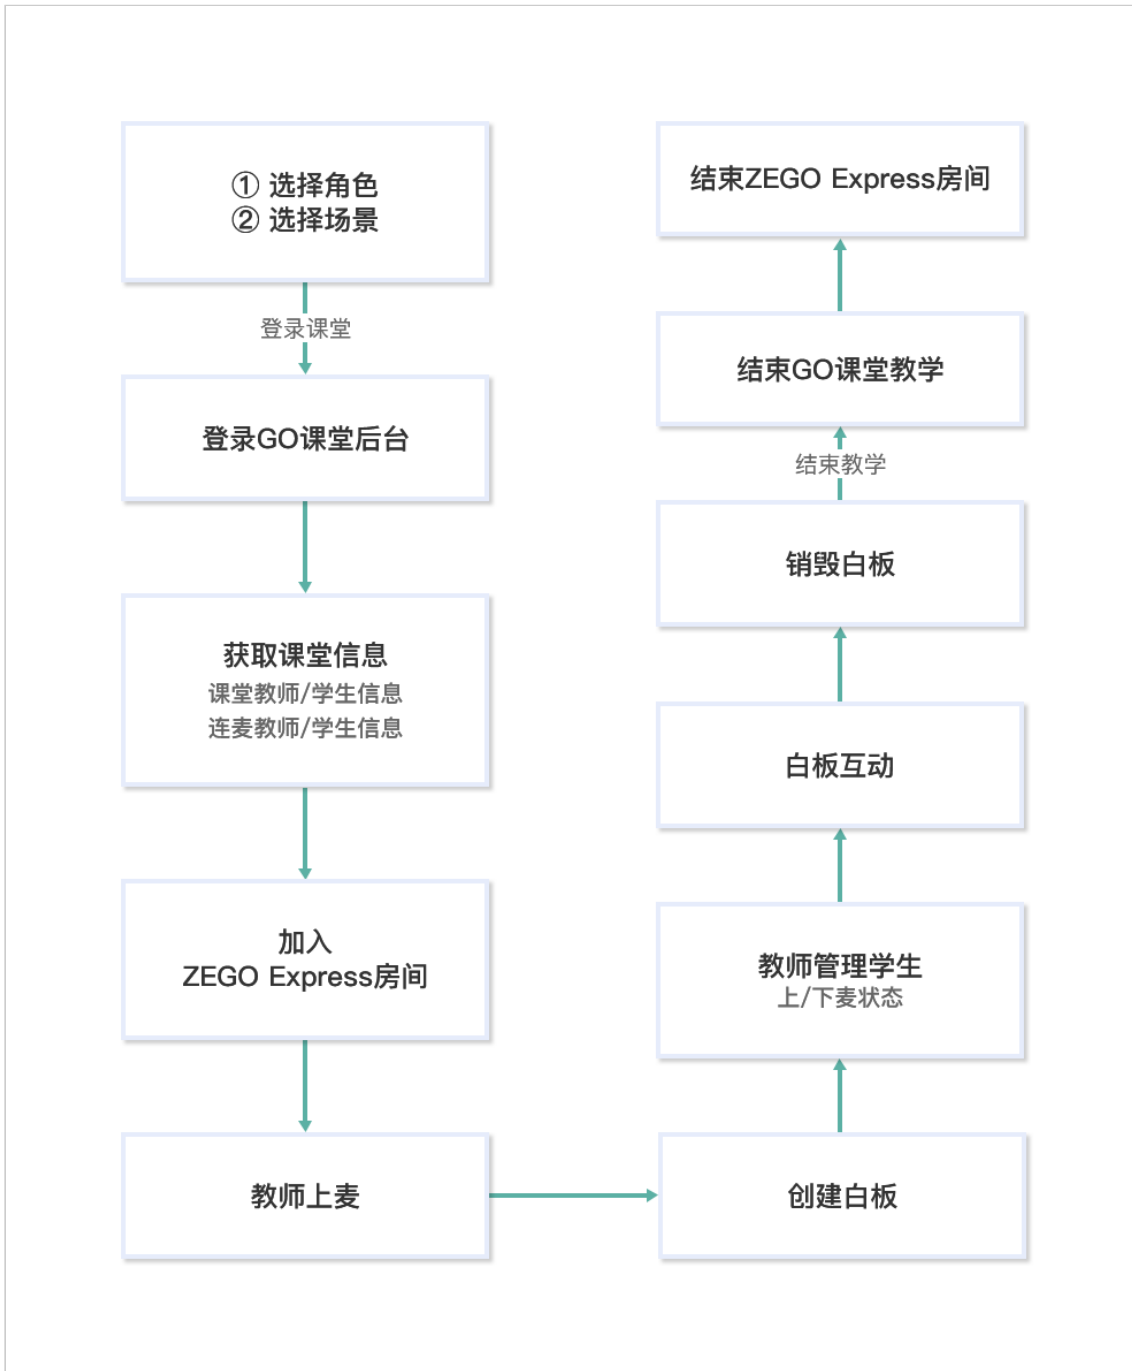 ① 选择角色
② 选择场景
登录课堂
登录GO课堂后台
获取课堂信息
课堂教师/学生信息
连麦教师/学生信息
加入
ZEGO Express房间
教师上麦
创建白板
教师管理学生
上/下麦状态
白板互动
销毁白板
结束教学
结束GO课堂教学
结束ZEGO Express房间